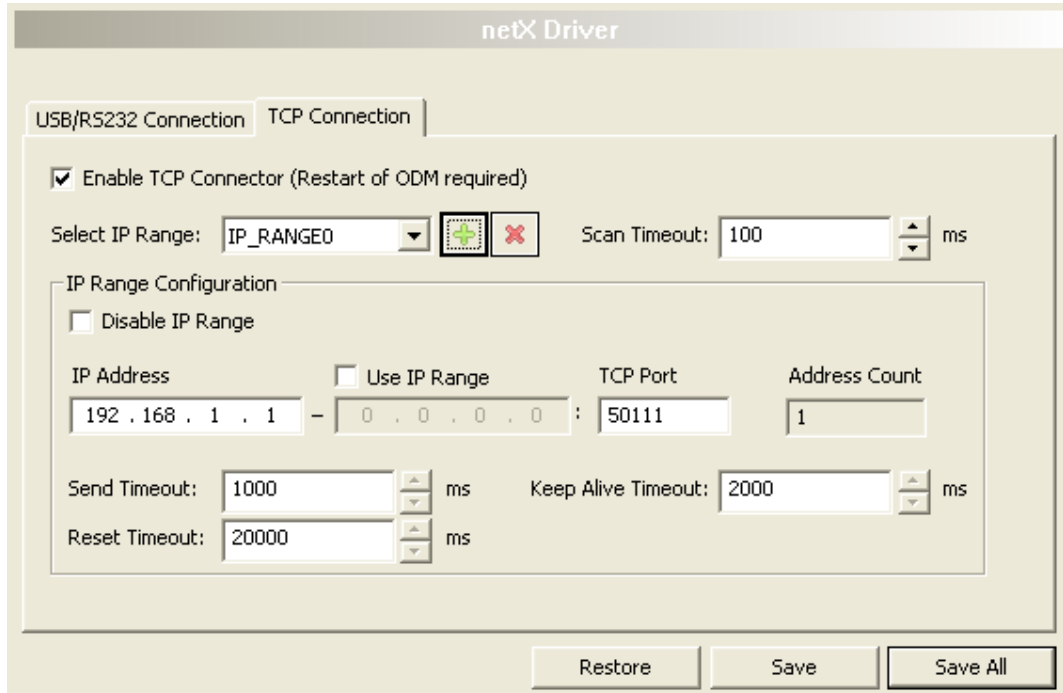 netX Driver
USB/RS232 Connection TCP Connection
Enable TCP Connector (Restart of ODM required)
Select IP Range: IP_RANGE0 Scan Timeout: 100 ms
IP Range Configuration
Disable IP Range
IP Address Use IP Range TCP Port Address Count
192 . 168 . 1 . 1 – 0 . 0 . 0 . 0 : 50111 1
Send Timeout: 1000 ms Keep Alive Timeout: 2000 ms
Reset Timeout: 20000 ms
Restore Save Save All